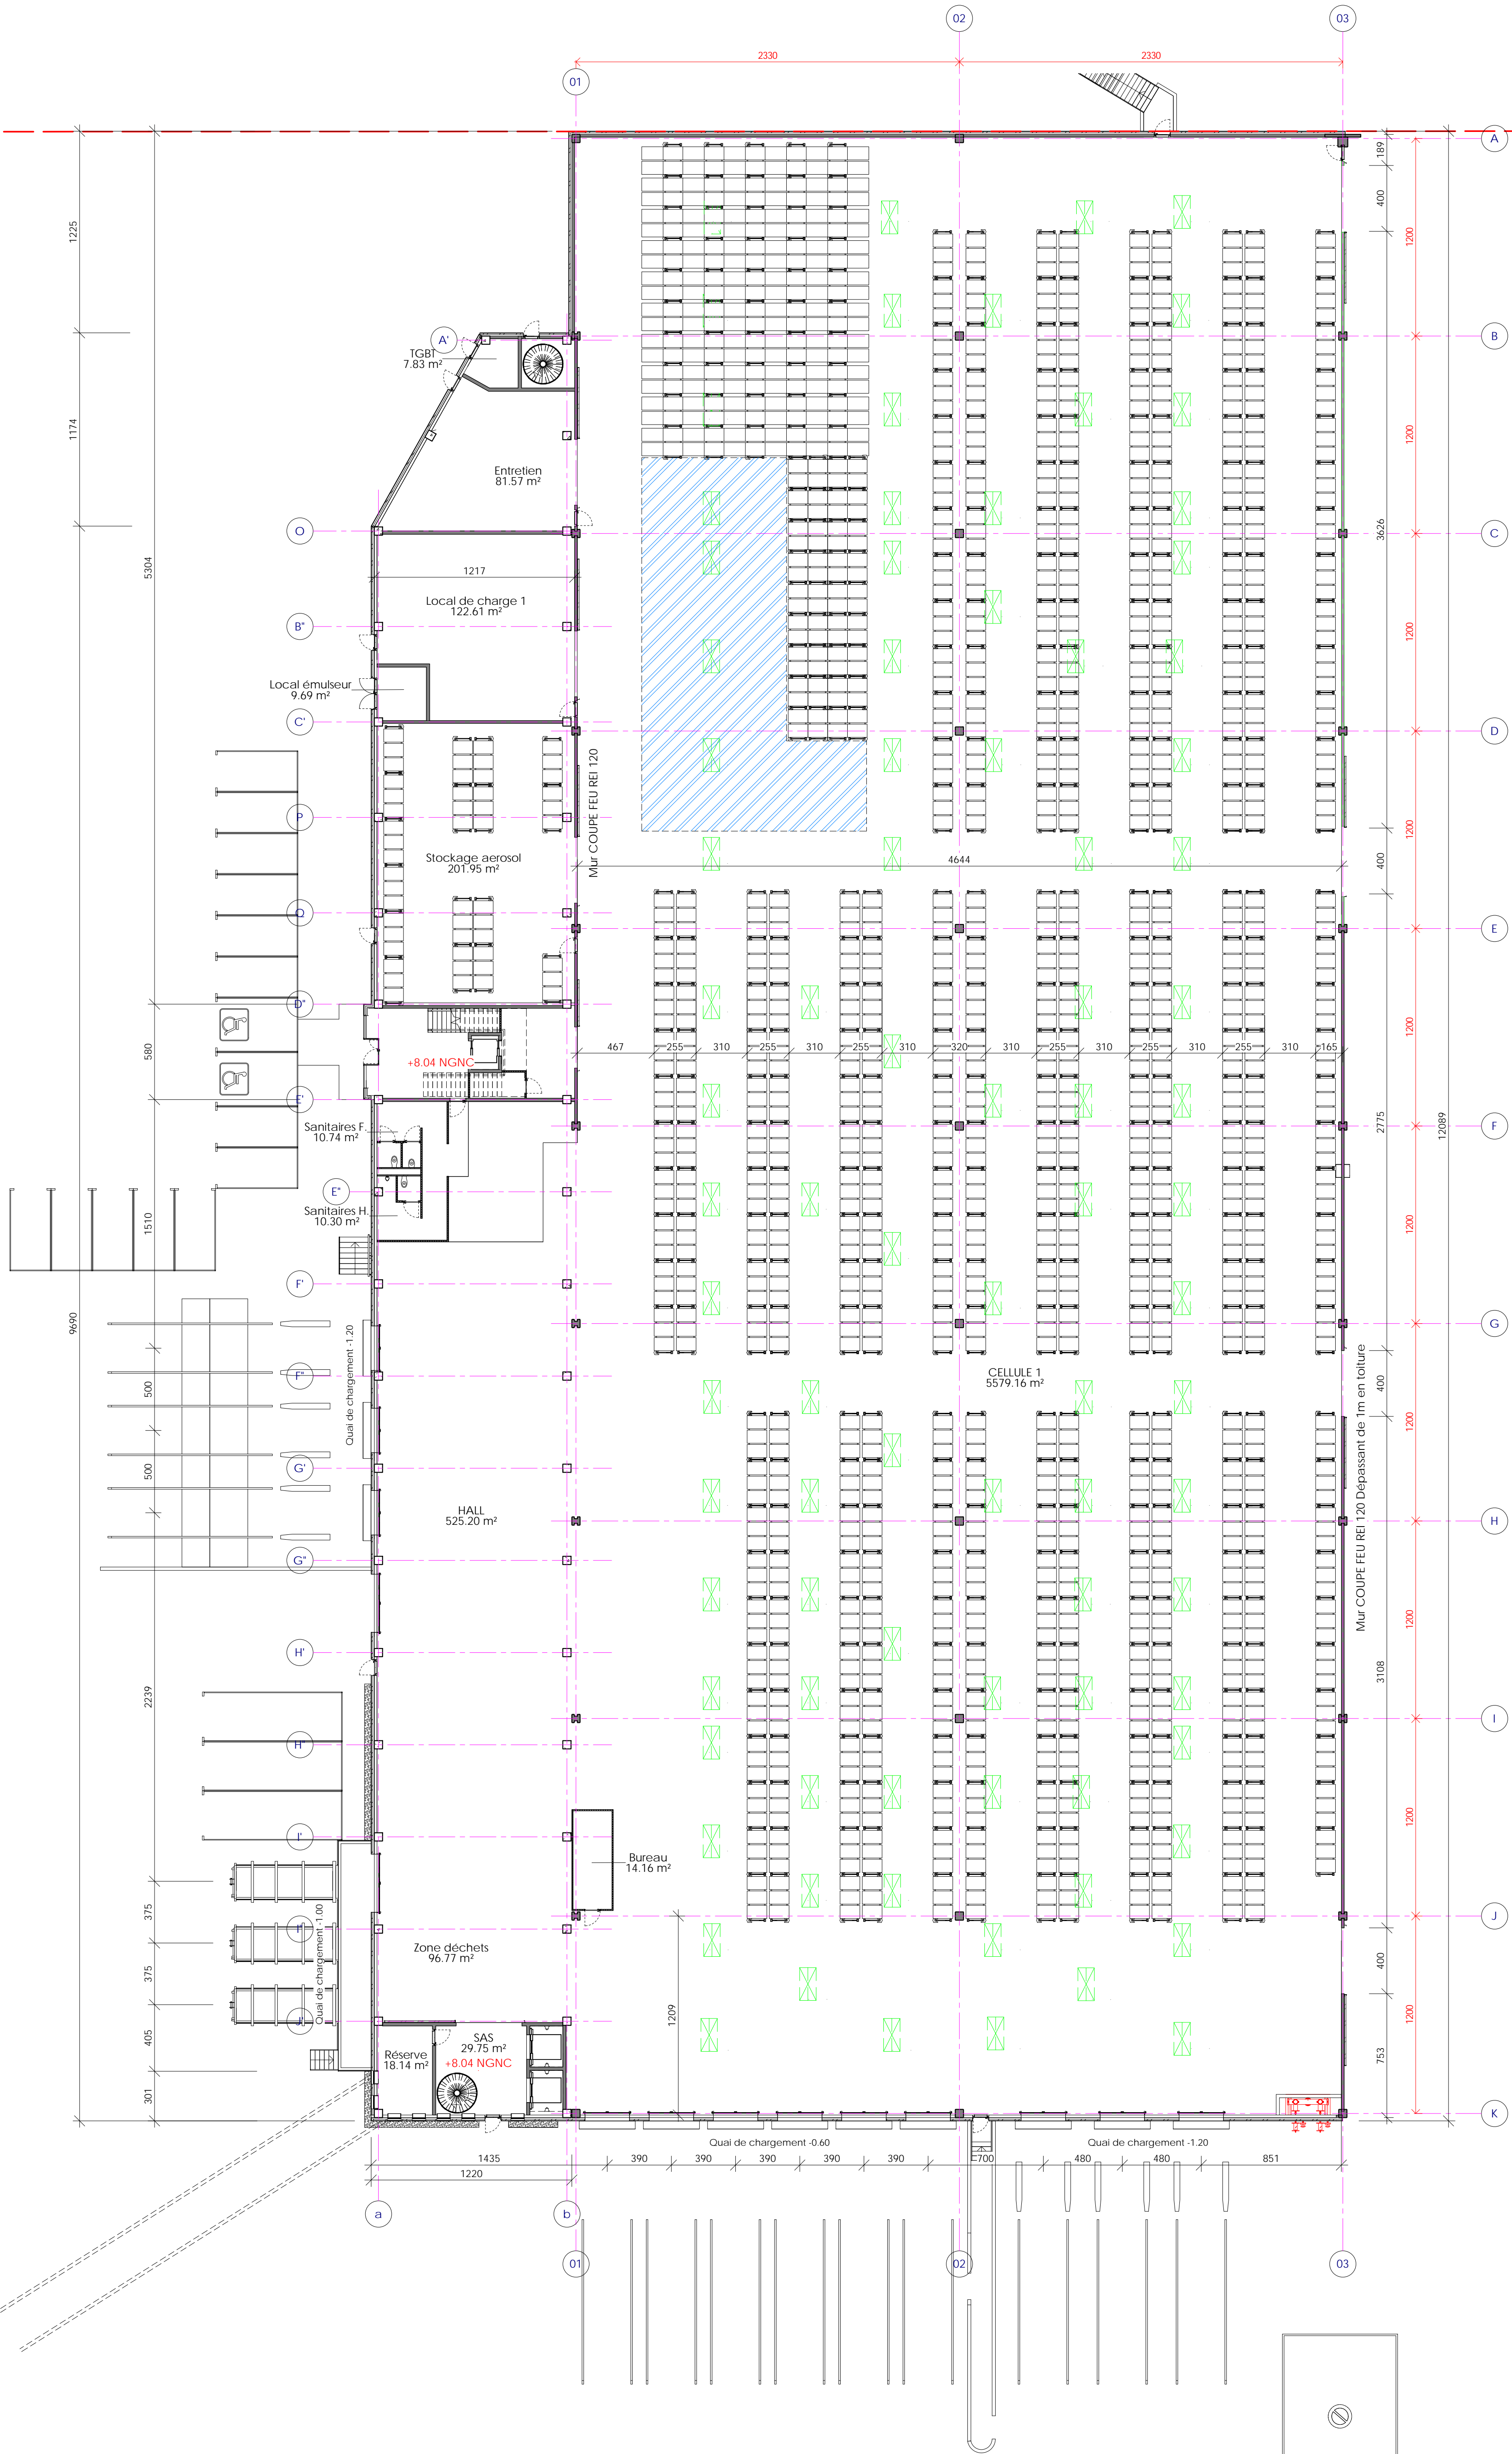 02
03
2330
2330
01
A
189
400
1225
1200
B
A'
TGBT
7.83 m²
1174
1200
Entretien
81.57 m²
O
3626
C
5304
1217
Local de charge 1
122.61 m²
B"
1200
Local émulseur
9.69 m²
C'
D
Mur COUPE FEU REI 120
P
1200
Stockage aerosol
201.95 m²
4644
400
Q
E
D"
1200
580
+8.04 NGNC
467
255
310
255
310
255
310
320
310
255
310
255
310
255
310
165
E'
2775
12089
F
Sanitaires F.
10.74 m²
E"
Sanitaires H.
10.30 m²
1510
1200
F'
9690
G
Quai de chargement -1.20
500
F"
CELLULE 1
5579.16 m²
400
1200
Mur COUPE FEU REI 120 Dépassant de 1m en toiture
500
G'
HALL
525.20 m²
H
G"
1200
H'
2239
3108
I
H"
1200
I'
Bureau
14.16 m²
375
Quai de chargement -1.00
I"
J
Zone déchets
96.77 m²
375
400
1209
1200
J'
405
SAS
29.75 m²
Réserve
18.14 m²
+8.04 NGNC
753
301
K
Quai de chargement -0.60
Quai de chargement -1.20
1435
390
390
390
390
390
700
480
480
851
1220
a
b
01
02
03